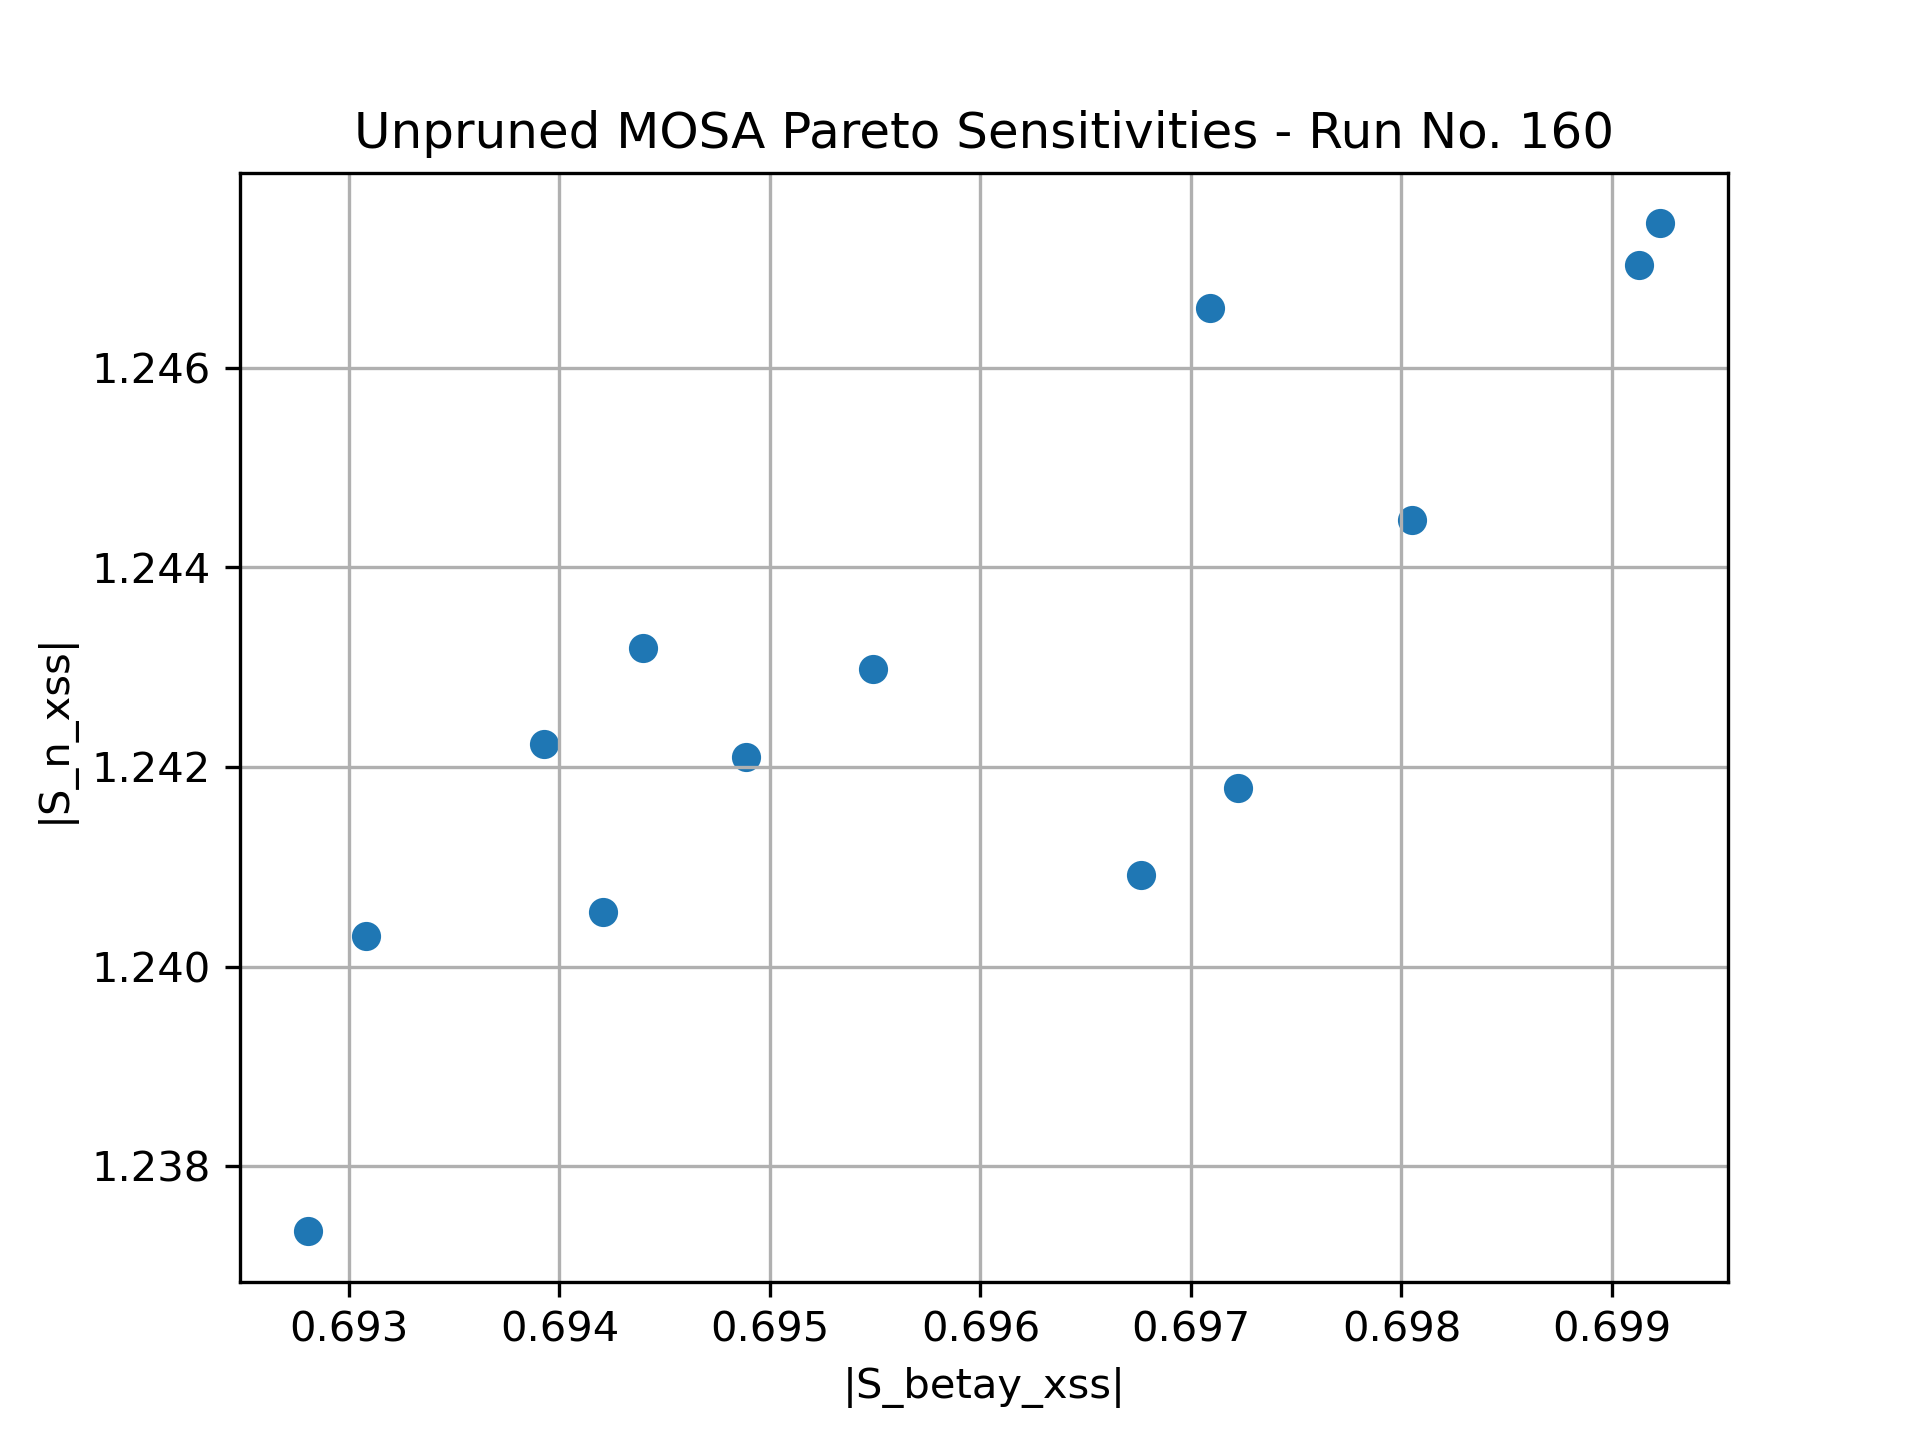 Unpruned MOSA Pareto Sensitivities - Run No. 160
|S_n_xss|
1.246
1.244
1.242
1.240
1.238
0.693 0.694 0.695 0.696 0.697 0.698 0.699
|S_betay_xss|